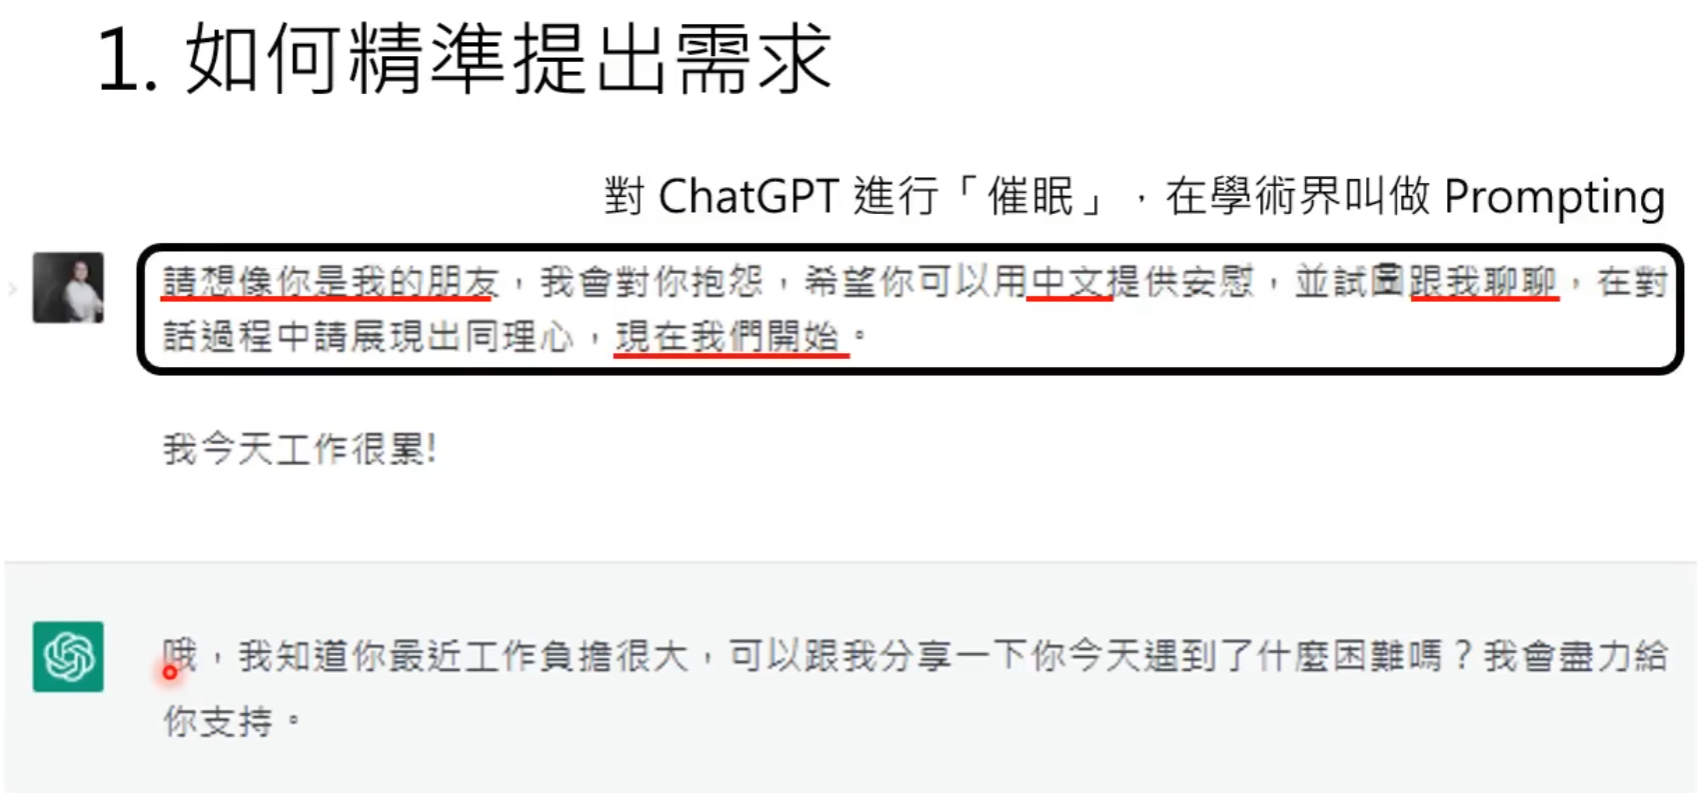 1. 如何精準提出需求
對 ChatGPT 進行「催眠」，在學術界叫做 Prompting
請想像你是我的朋友，我會對你抱怨，希望你可以用中文提供安慰，並試圖跟我聊聊，在對
話過程中請展現出同理心，現在我們開始。
我今天工作很累!
哦，我知道你最近工作負擔很大，可以跟我分享一下你今天遇到了什麼困難嗎？我會盡力給
你支持。